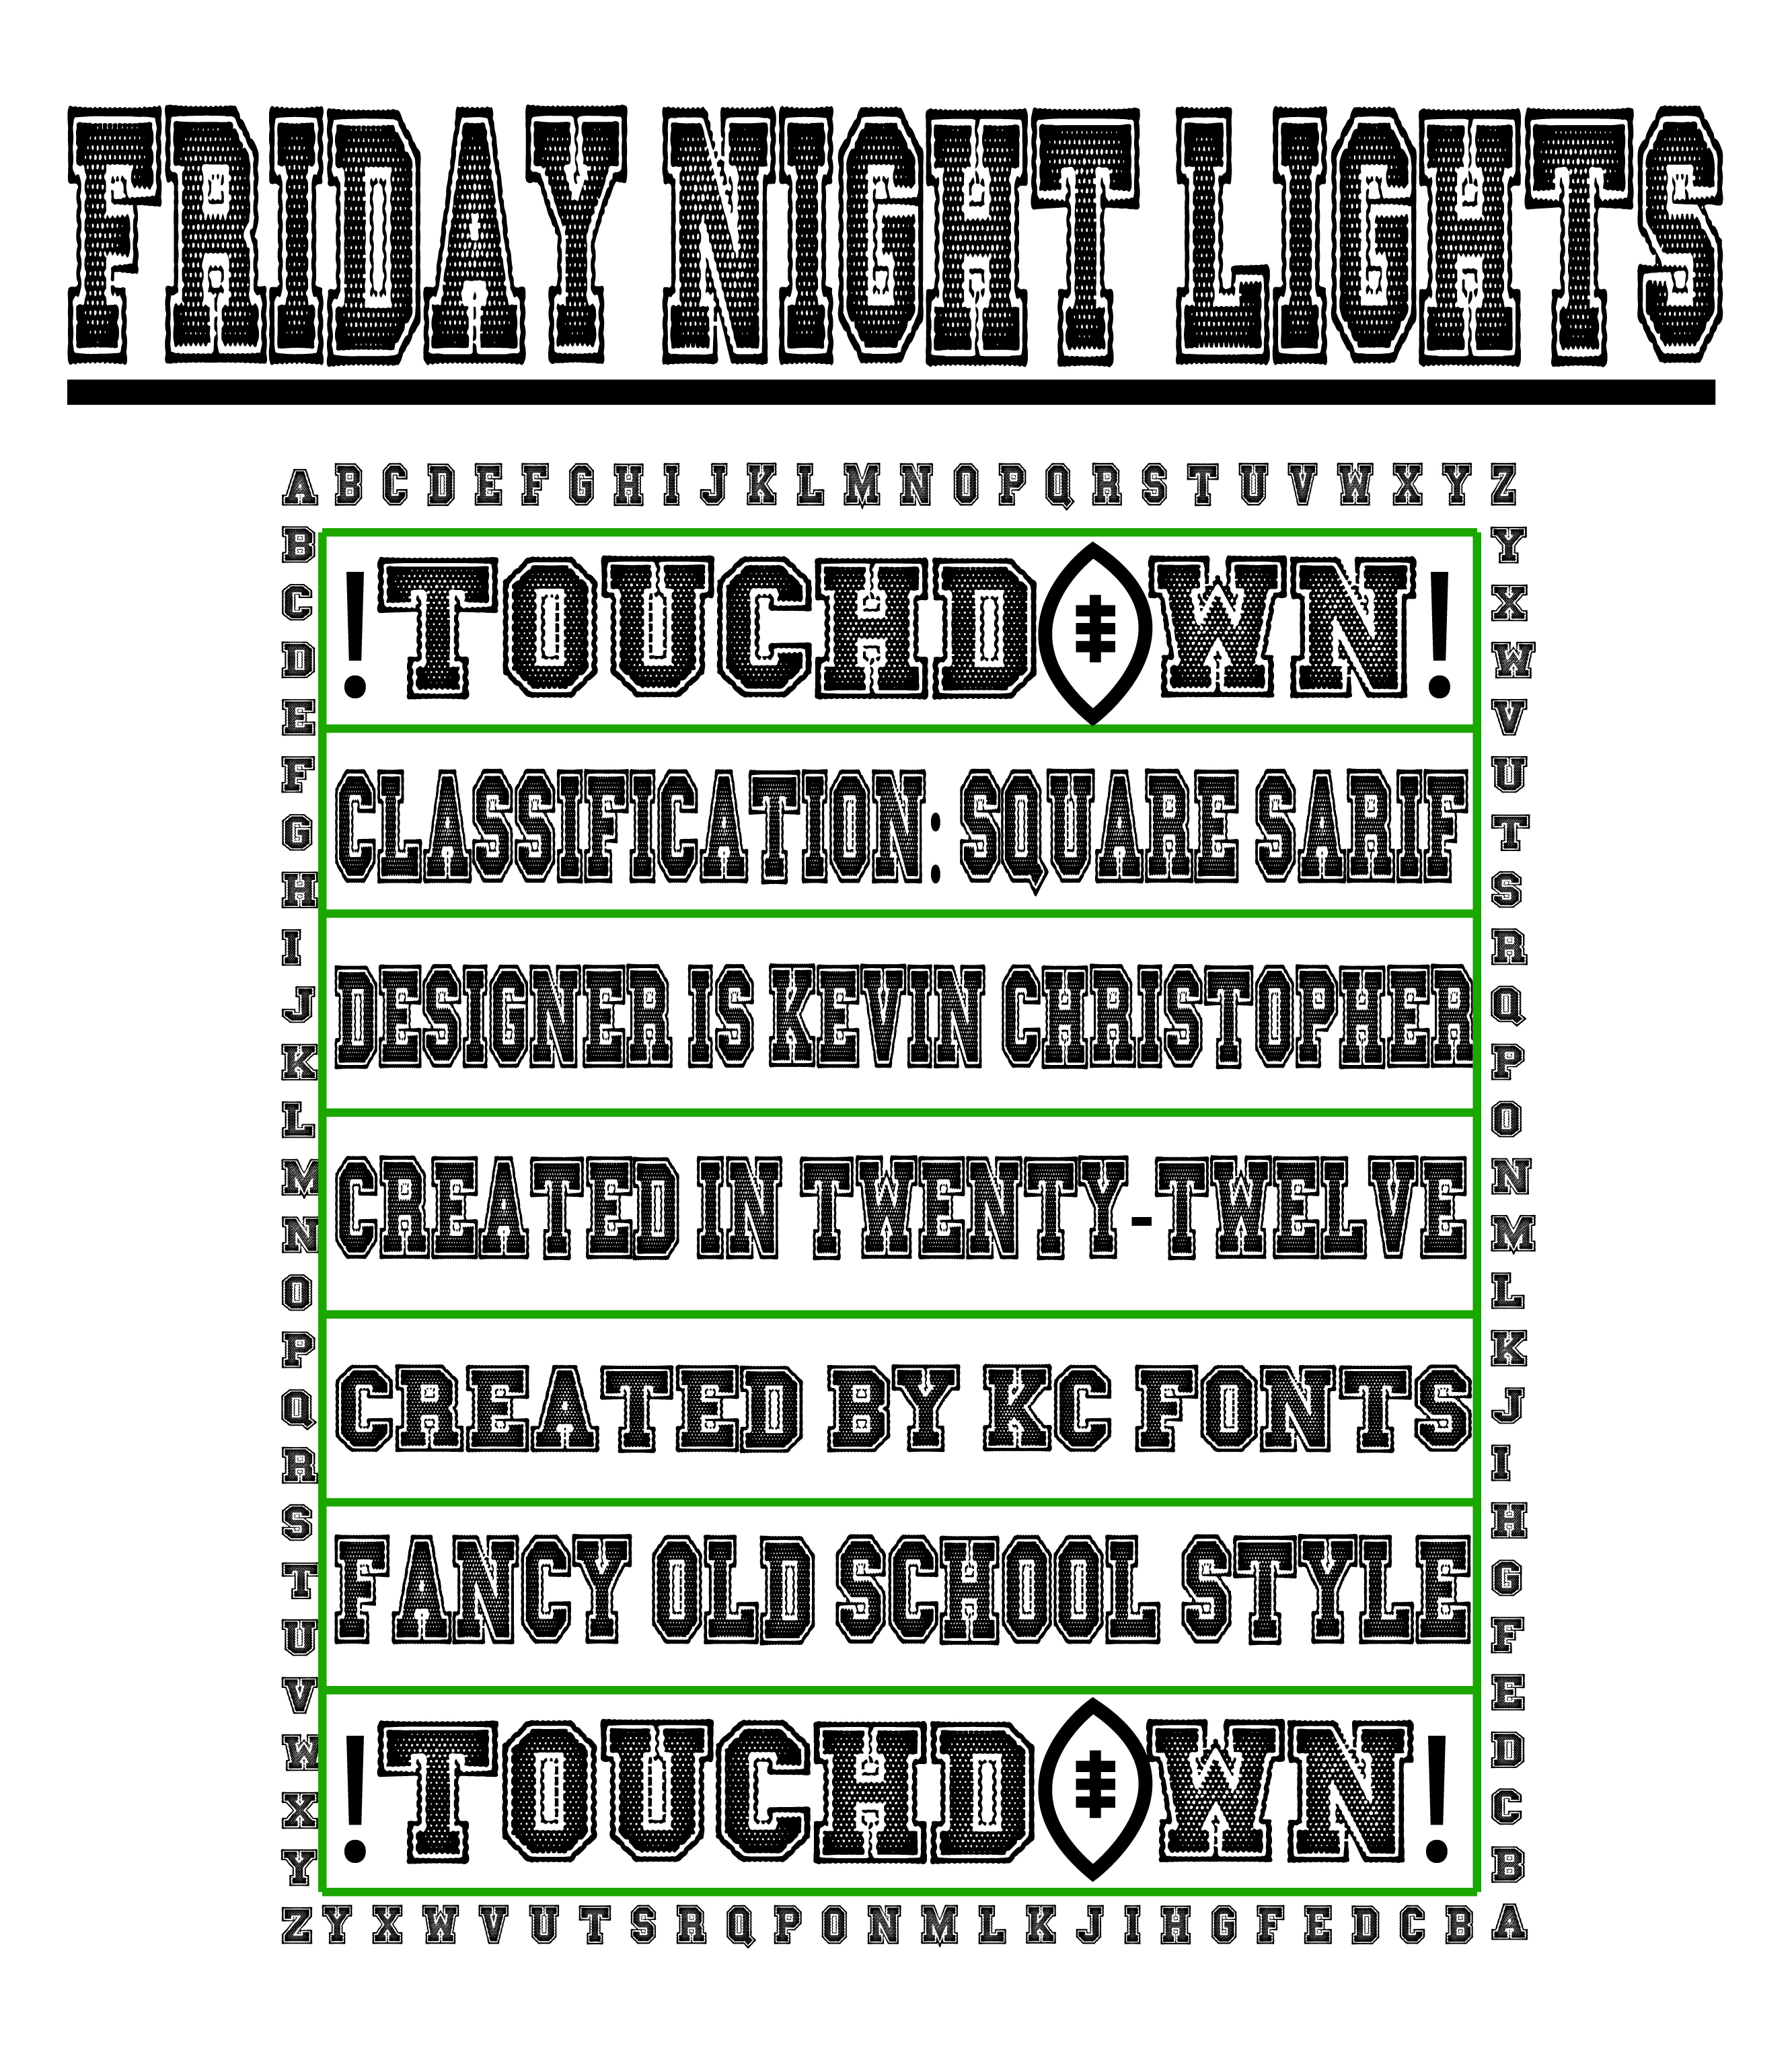 FRIDAY NIGHT LIGHTS
A B C D E F G H I J K L M N O P Q R S T U V W X Y Z
B C D E F G H I J K L M N O P Q R S T U V W X Y
!TOUCHDOWN!
CLASSIFICATION: SQUARE SARIF
DESIGNER IS KEVIN CHRISTOPHER
CREATED IN TWENTY-TWELVE
CREATED BY KC FONTS
FANCY OLD SCHOOL STYLE
!TOUCHDOWN!
Y X W V U T S R Q P O N M L K J I H G F E D C B
Z Y X W V U T S R Q P O N M L K J I H G F E D C B A